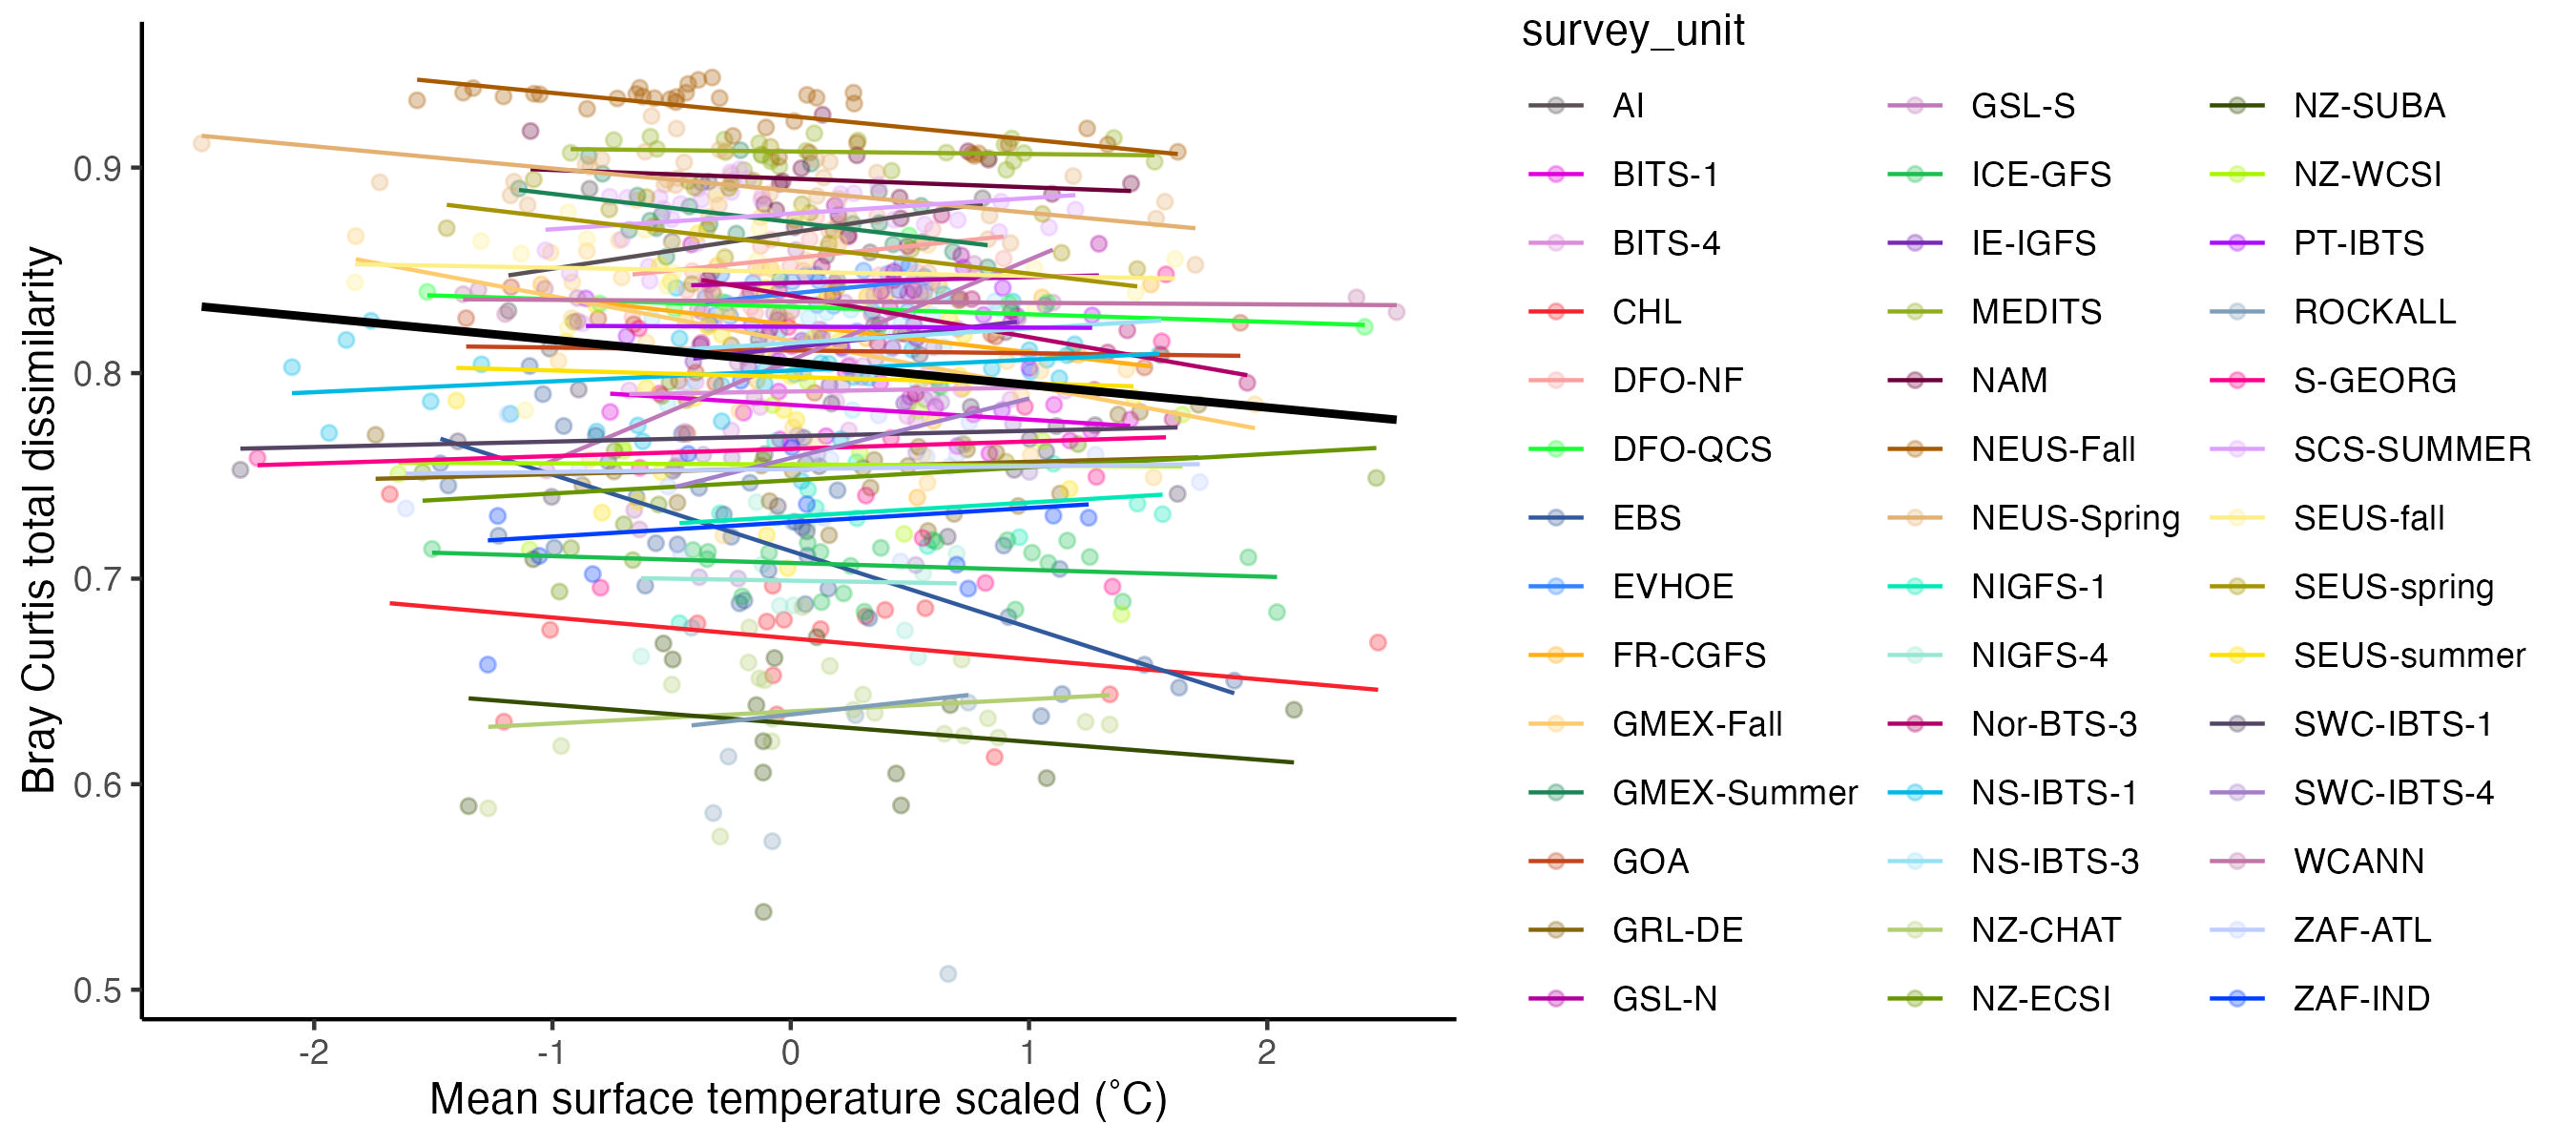 survey_unit
AI
BITS-1
BITS-4
CHL
DFO-NF
DFO-QCS
EBS
EVHOE
FR-CGFS
GMEX-Fall
GMEX-Summer
GOA
GRL-DE
GSL-N
GSL-S
ICE-GFS
IE-IGFS
MEDITS
NAM
NEUS-Fall
NEUS-Spring
NIGFS-1
NIGFS-4
Nor-BTS-3
NS-IBTS-1
NS-IBTS-3
NZ-CHAT
NZ-ECSI
NZ-SUBA
NZ-WCSI
PT-IBTS
ROCKALL
S-GEORG
SCS-SUMMER
SEUS-fall
SEUS-spring
SEUS-summer
SWC-IBTS-1
SWC-IBTS-4
WCANN
ZAF-ATL
ZAF-IND
Bray Curtis total dissimilarity
0.9
0.8
0.7
0.6
0.5
-2
-1
0
1
2
Mean surface temperature scaled (˚C)